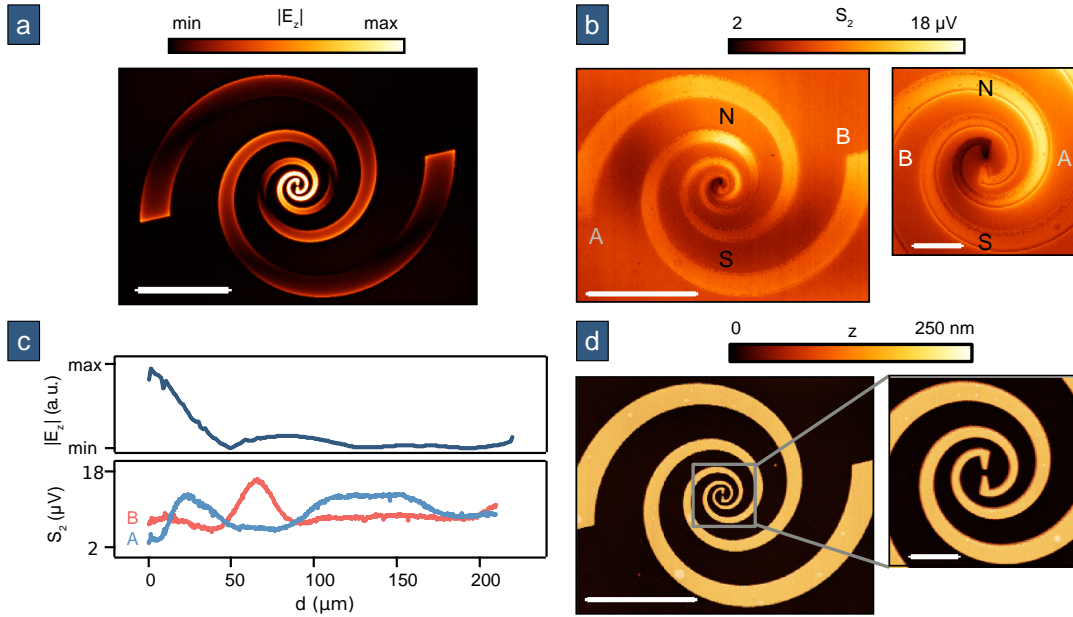 a
|E_z|
min max
b
S_2
2 18 µV
N
B
A
S
N
B
A
S
c
max
|E_z| (a.u.)
min
18
S_2 (µV)
B
A
2
0 50 100 150 200
d (µm)
d
0 z 250 nm